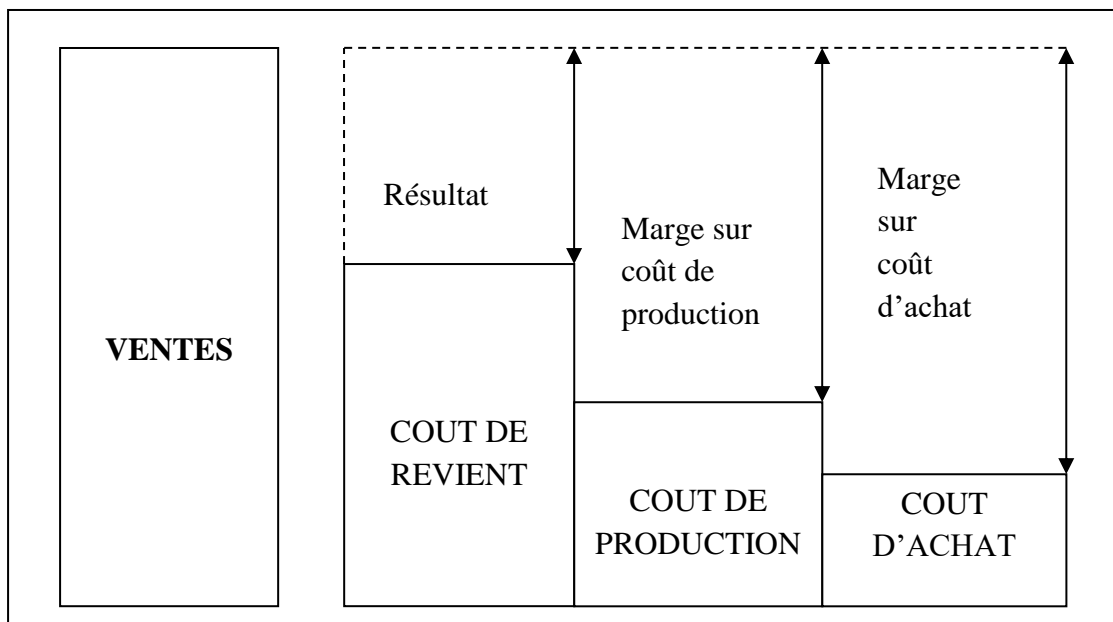 VENTES
Résultat
Marge sur
coût de
production
Marge
sur
coût
d’achat
COUT DE
REVIENT
COUT DE
PRODUCTION
COUT
D’ACHAT